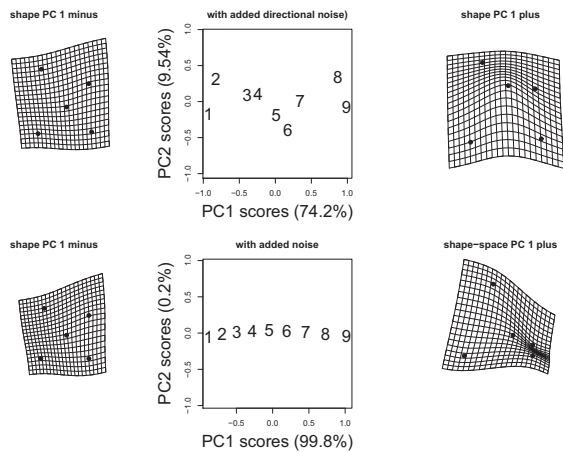 shape PC 1 minus
with added directional noise)
shape PC 1 plus
PC2 scores (9.54%)
1.0
0.5
0.0
−0.5
−1.0
1 2 3 4 5 6 7 8 9
−1.0 −0.5 0.0 0.5 1.0
PC1 scores (74.2%)
shape PC 1 minus
with added noise
shape−space PC 1 plus
PC2 scores (0.2%)
1.0
0.5
0.0
−0.5
−1.0
1 2 3 4 5 6 7 8 9
−0.5 0.0 0.5 1.0
PC1 scores (99.8%)